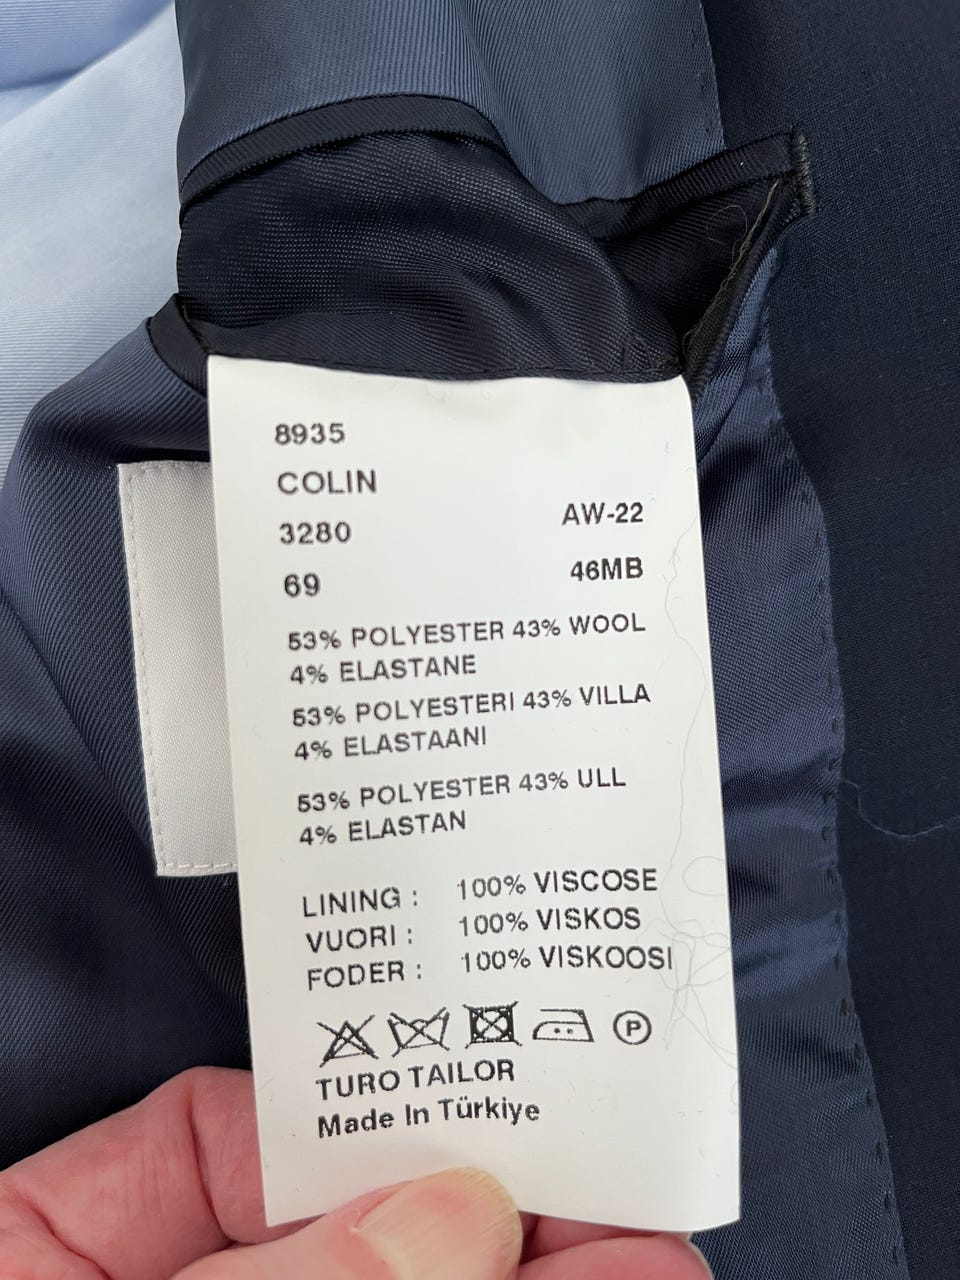 8935
COLIN
3280 AW-22
69 46MB
53% POLYESTER 43% WOOL
4% ELASTANE
53% POLYESTERI 43% VILLA
4% ELASTAANI
53% POLYESTER 43% ULL
4% ELASTAN
LINING : 100% VISCOSE
VUORI : 100% VISKOS
FODER : 100% VISKOOSI
P
TURO TAILOR
Made In Türkiye